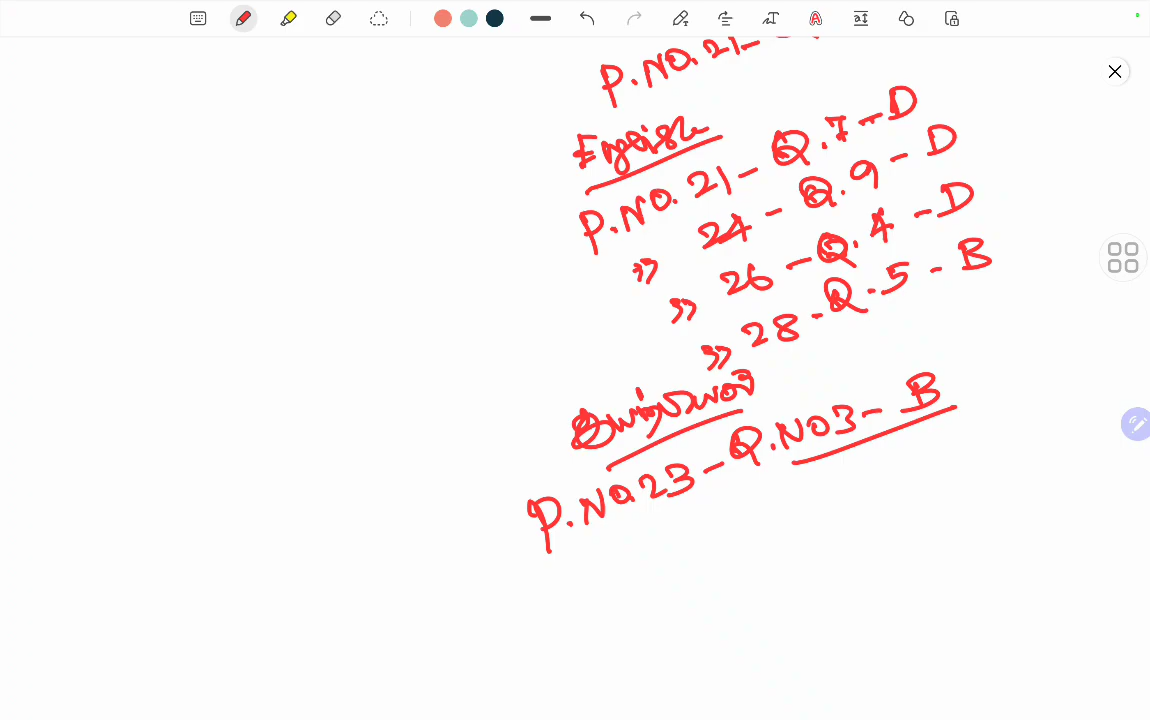 P.NO.21-
English
P.NO.21-Q.7-D
" 24-Q.9-D
" 26-Q.4-D
" 28-Q.5-B
P.NO.23-Q.NO3-B